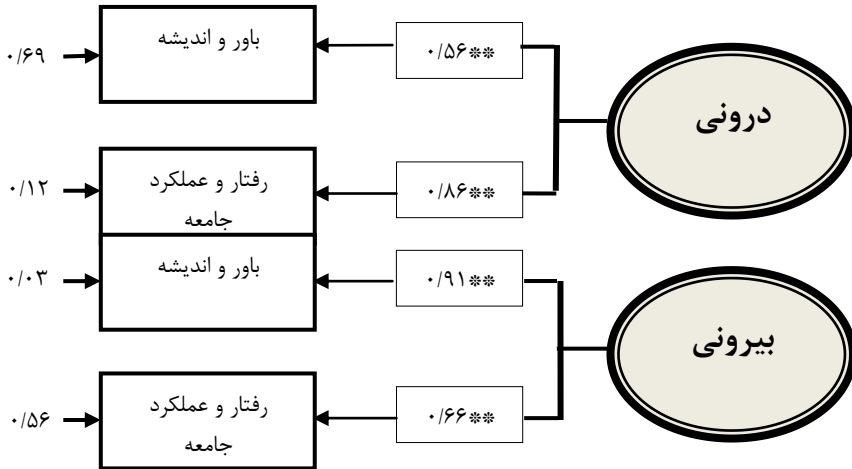 باور و اندیشه
۰/۵۶**
۰/۶۹
درونی
رفتار و عملکرد
جامعه
۰/۸۶**
۰/۱۲
باور و اندیشه
۰/۹۱**
۰/۰۳
بیرونی
رفتار و عملکرد
جامعه
۰/۶۶**
۰/۵۶